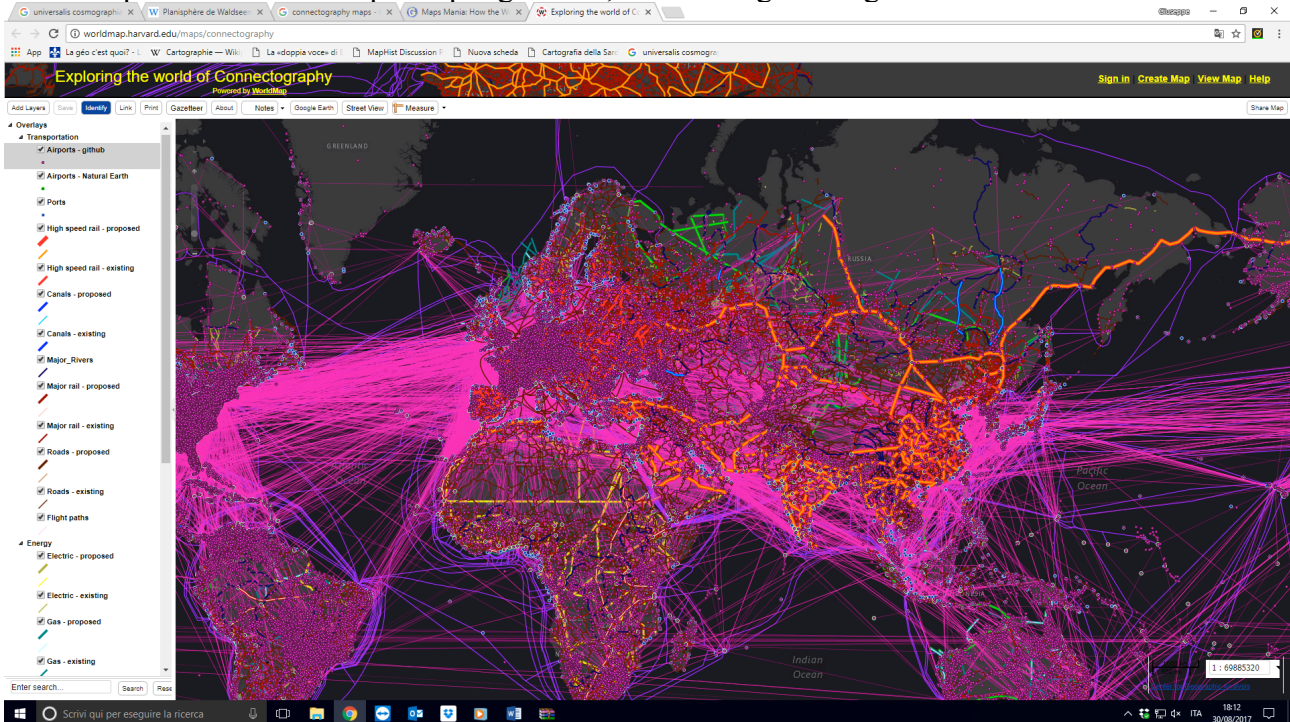 universalis cosmographi
Planisphère de Waldseem
connectography maps -
Maps Mania: How the W
Exploring the world of Co
Giuseppe
worldmap.harvard.edu/maps/connectography
App
La géo c'est quoi? - L
Cartographie — Wiki
La «doppia voce» di E
MapHist Discussion F
Nuova scheda
Cartografia della Sar
universalis cosmogra
Exploring the world of Connectography
Powered by WorldMap
Sign in Create Map View Map Help
Add Layers Save Identify Link Print Gazetteer About Notes Google Earth Street View Measure
Share Map
Overlays
Transportation
Airports - github
Airports - Natural Earth
Ports
High speed rail - proposed
High speed rail - existing
Canals - proposed
Canals - existing
Major_Rivers
Major rail - proposed
Major rail - existing
Roads - proposed
Roads - existing
Flight paths
Energy
Electric - proposed
Electric - existing
Gas - proposed
Gas - existing
Enter search...
Search
Rese
GREENLAND
RUSSIA
Atlantic
Ocean
Pacific
Ocean
Indian
Ocean
1 : 69885320
Scrivi qui per eseguire la ricerca
ITA
18:12
30/08/2017